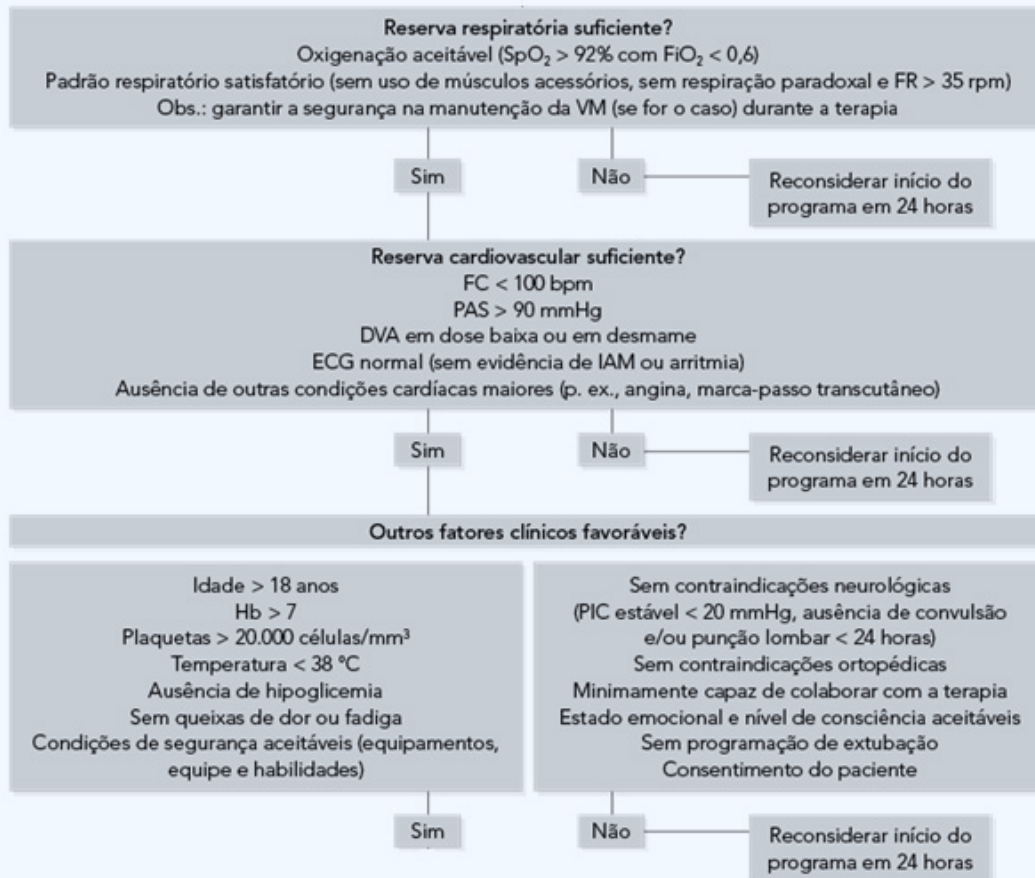 Reserva respiratória suficiente?
Oxigenação aceitável (SpO₂ > 92% com FiO₂ < 0,6)
Padrão respiratório satisfatório (sem uso de músculos acessórios, sem respiração paradoxal e FR > 35 rpm)
Obs.: garantir a segurança na manutenção da VM (se for o caso) durante a terapia
Sim
Não
Reconsiderar início do
programa em 24 horas
Reserva cardiovascular suficiente?
FC < 100 bpm
PAS > 90 mmHg
DVA em dose baixa ou em desmame
ECG normal (sem evidência de IAM ou arritmia)
Ausência de outras condições cardíacas maiores (p. ex., angina, marca-passo transcutâneo)
Sim
Não
Reconsiderar início do
programa em 24 horas
Outros fatores clínicos favoráveis?
Idade > 18 anos
Hb > 7
Plaquetas > 20.000 células/mm³
Temperatura < 38 ºC
Ausência de hipoglicemia
Sem queixas de dor ou fadiga
Condições de segurança aceitáveis (equipamentos,
equipe e habilidades)
Sem contraindicações neurológicas
(PIC estável < 20 mmHg, ausência de convulsão
e/ou punção lombar < 24 horas)
Sem contraindicações ortopédicas
Minimamente capaz de colaborar com a terapia
Estado emocional e nível de consciência aceitáveis
Sem programação de extubação
Consentimento do paciente
Sim
Não
Reconsiderar início do
programa em 24 horas